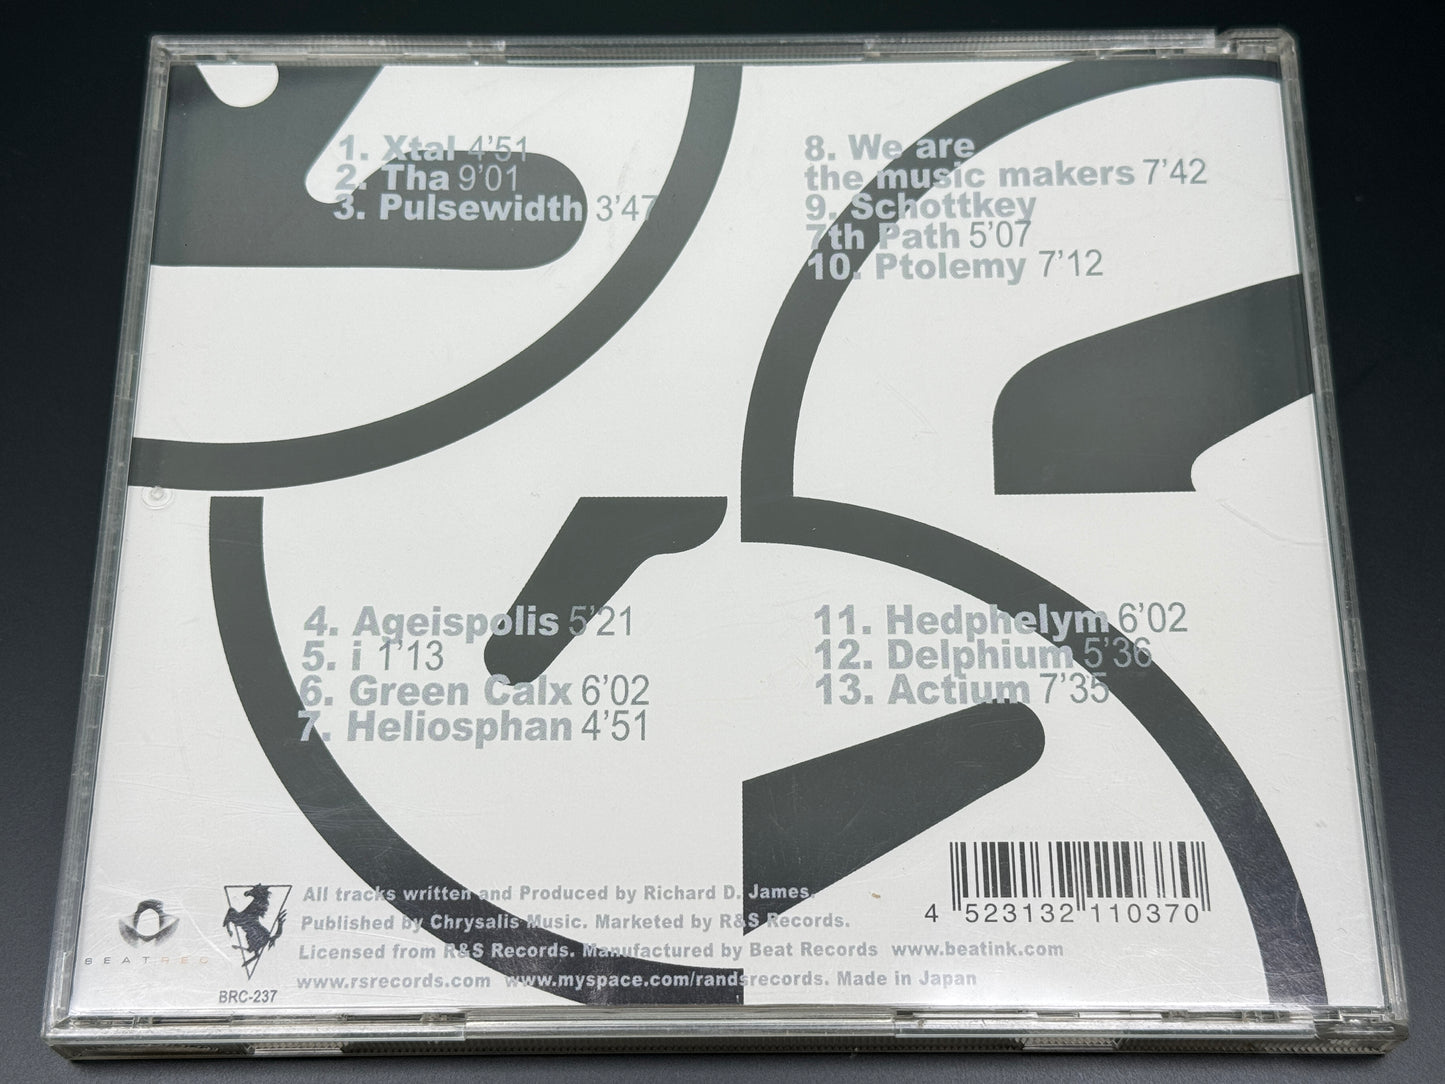 1. Xtal 4'51
2. Tha 9'01
3. Pulsewidth 3'47
4. Ageispolis 5'21
5. i 1'13
6. Green Calx 6'02
7. Heliosphan 4'51
8. We are
the music makers 7'42
9. Schottkey
7th Path 5'07
10. Ptolemy 7'12
11. Hedphelym 6'02
12. Delphium 5'36
13. Actium 7'35
All tracks written and Produced by Richard D. James.
Published by Chrysalis Music. Marketed by R&S Records.
Licensed from R&S Records. Manufactured by Beat Records www.beatink.com
www.rsrecords.com www.myspace.com/randsrecords. Made in Japan
BEATREC
BRC-237
4 523132 110370